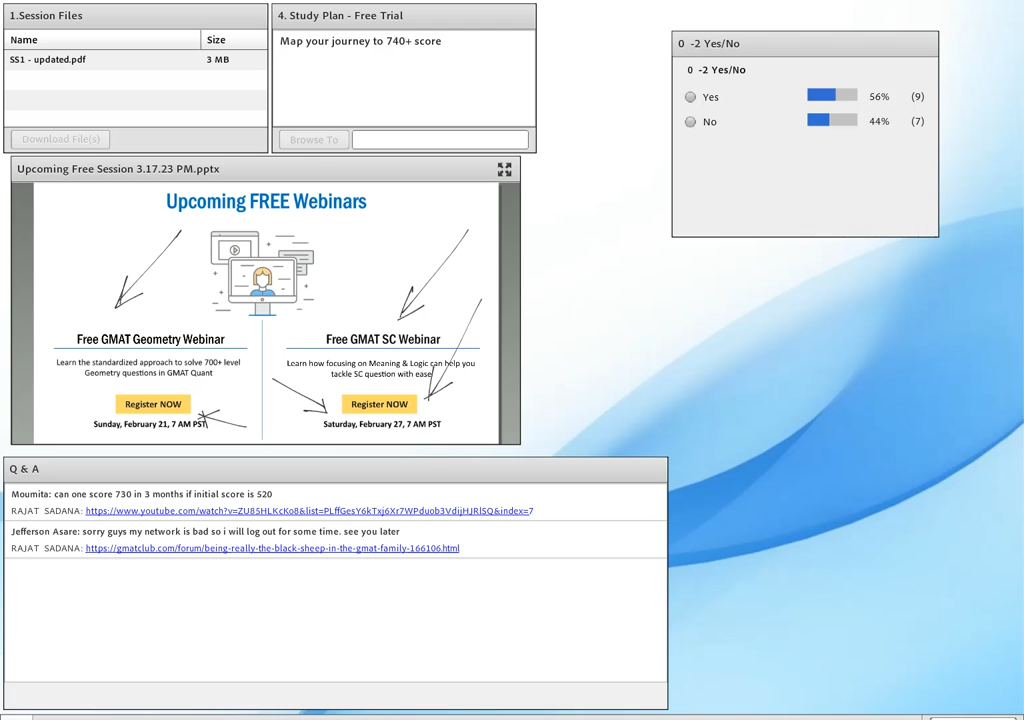 1.Session Files
Name Size
SS1 - updated.pdf 3 MB
Download File(s)
4. Study Plan - Free Trial
Map your journey to 740+ score
Browse To
0 -2 Yes/No
0 -2 Yes/No
Yes 56% (9)
No 44% (7)
Upcoming Free Session 3.17.23 PM.pptx
Upcoming FREE Webinars
Free GMAT Geometry Webinar
Learn the standardized approach to solve 700+ level
Geometry questions in GMAT Quant
Register NOW
Sunday, February 21, 7 AM PST
Free GMAT SC Webinar
Learn how focusing on Meaning & Logic can help you
tackle SC question with ease
Register NOW
Saturday, February 27, 7 AM PST
Q & A
Moumita: can one score 730 in 3 months if initial score is 520
RAJAT SADANA: https://www.youtube.com/watch?v=ZU85HLKcKo8&list=PLffGesY6kTxj6Xr7WPduob3VdijHJRlSQ&index=7
Jefferson Asare: sorry guys my network is bad so i will log out for some time. see you later
RAJAT SADANA: https://gmatclub.com/forum/being-really-the-black-sheep-in-the-gmat-family-166106.html